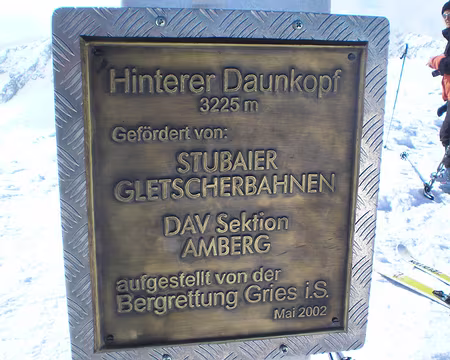 Hinterer Daunkopf
3225 m
Gefördert von:
STUBAIER
GLETSCHERBAHNEN
DAV Sektion
AMBERG
aufgestellt von der
Bergrettung Gries i.S.
Mai 2002